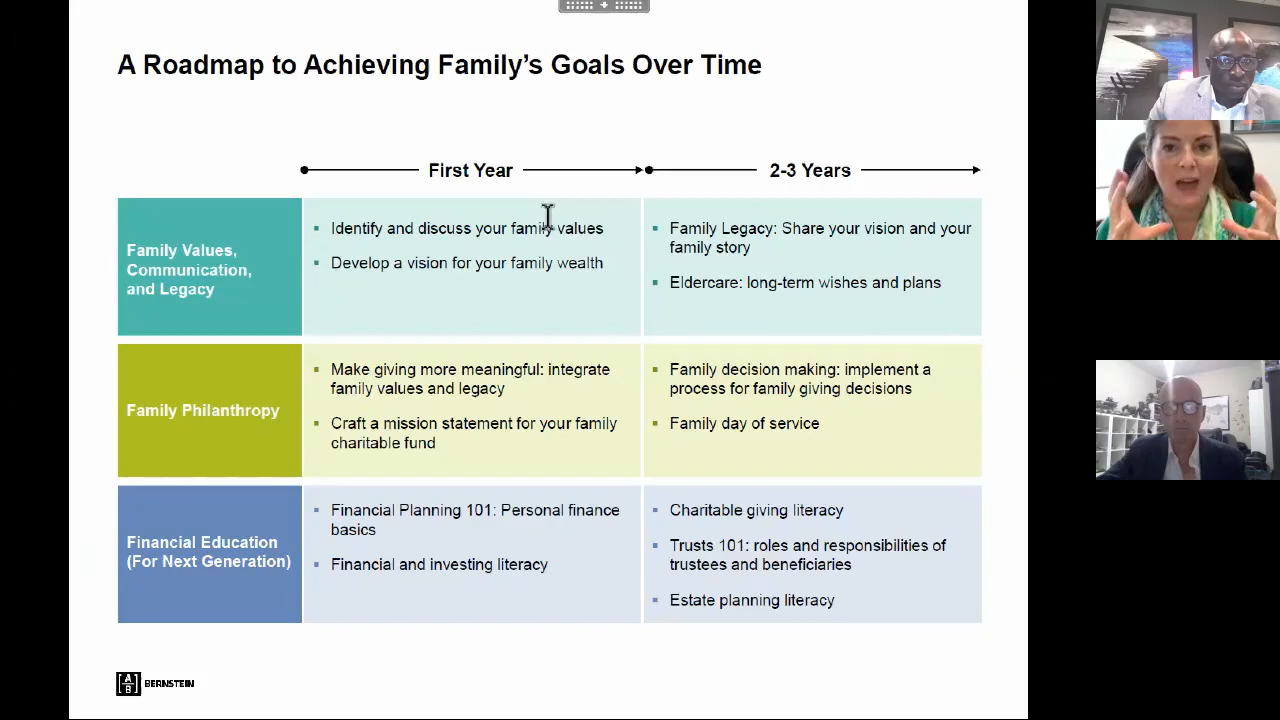 A Roadmap to Achieving Family's Goals Over Time
First Year
2-3 Years
Family Values,
Communication,
and Legacy
▪ Identify and discuss your family values
▪ Develop a vision for your family wealth
▪ Family Legacy: Share your vision and your
family story
▪ Eldercare: long-term wishes and plans
Family Philanthropy
▪ Make giving more meaningful: integrate
family values and legacy
▪ Craft a mission statement for your family
charitable fund
▪ Family decision making: implement a
process for family giving decisions
▪ Family day of service
Financial Education
(For Next Generation)
▪ Financial Planning 101: Personal finance
basics
▪ Financial and investing literacy
▪ Charitable giving literacy
▪ Trusts 101: roles and responsibilities of
trustees and beneficiaries
▪ Estate planning literacy
[A/B] BERNSTEIN